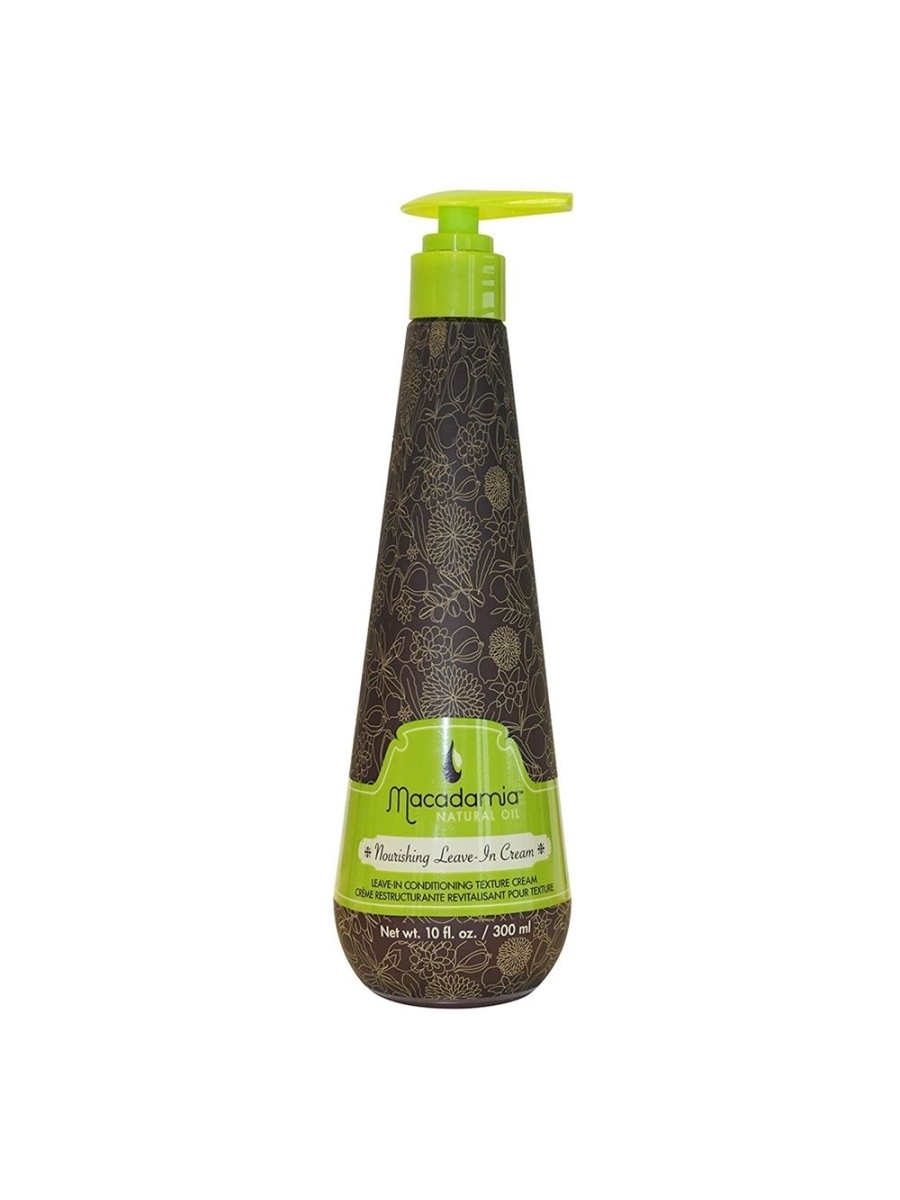 Macadamia™
NATURAL OIL
Nourishing Leave-In Cream
LEAVE-IN CONDITIONING TEXTURE CREAM
CRÈME RESTRUCTURANTE REVITALISANT POUR TEXTURE
Net wt. 10 fl. oz. / 300 ml